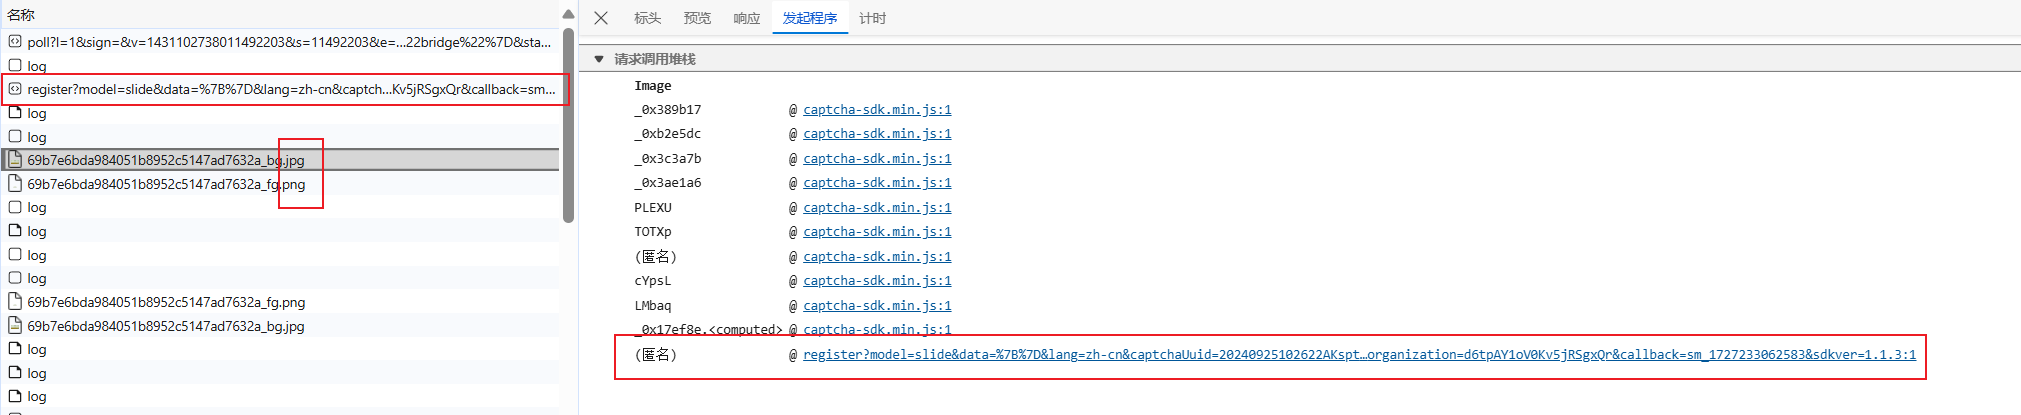 名称
poll?l=1&sign=&v=1431102738011492203&s=11492203&e=...22bridge%22%7D&sta...
log
register?model=slide&data=%7B%7D&lang=zh-cn&captch...Kv5jRSgxQr&callback=sm...
log
log
69b7e6bda984051b8952c5147ad7632a_bg.jpg
69b7e6bda984051b8952c5147ad7632a_fg.png
log
log
log
log
69b7e6bda984051b8952c5147ad7632a_fg.png
69b7e6bda984051b8952c5147ad7632a_bg.jpg
log
log
log
标头 预览 响应 发起程序 计时
请求调用堆栈
Image
_0x389b17 @ captcha-sdk.min.js:1
_0xb2e5dc @ captcha-sdk.min.js:1
_0x3c3a7b @ captcha-sdk.min.js:1
_0x3ae1a6 @ captcha-sdk.min.js:1
PLEXU @ captcha-sdk.min.js:1
TOTXp @ captcha-sdk.min.js:1
(匿名) @ captcha-sdk.min.js:1
cYpsL @ captcha-sdk.min.js:1
LMbaq @ captcha-sdk.min.js:1
_0x17ef8e.<computed> @ captcha-sdk.min.js:1
(匿名) @ register?model=slide&data=%7B%7D&lang=zh-cn&captchaUuid=20240925102622AKspt…organization=d6tpAY1oV0Kv5jRSgxQr&callback=sm_1727233062583&sdkver=1.1.3:1